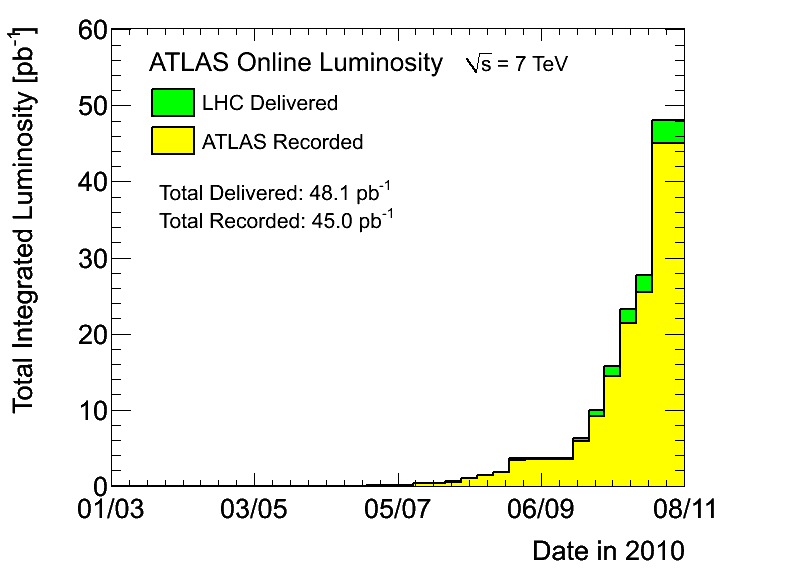 Total Integrated Luminosity [pb⁻¹]
60
50
40
30
20
10
0
ATLAS Online Luminosity √s = 7 TeV
LHC Delivered
ATLAS Recorded
Total Delivered: 48.1 pb⁻¹
Total Recorded: 45.0 pb⁻¹
01/03 03/05 05/07 06/09 08/11
Date in 2010